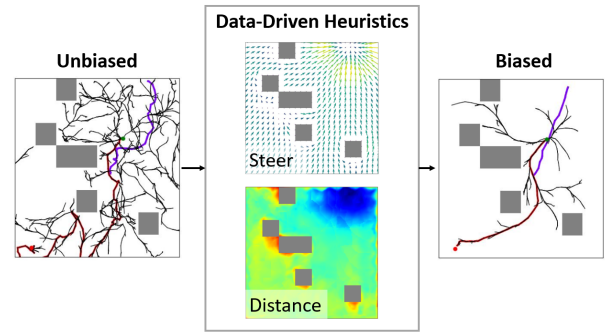 Data-Driven Heuristics
Unbiased
Steer
Distance
Biased